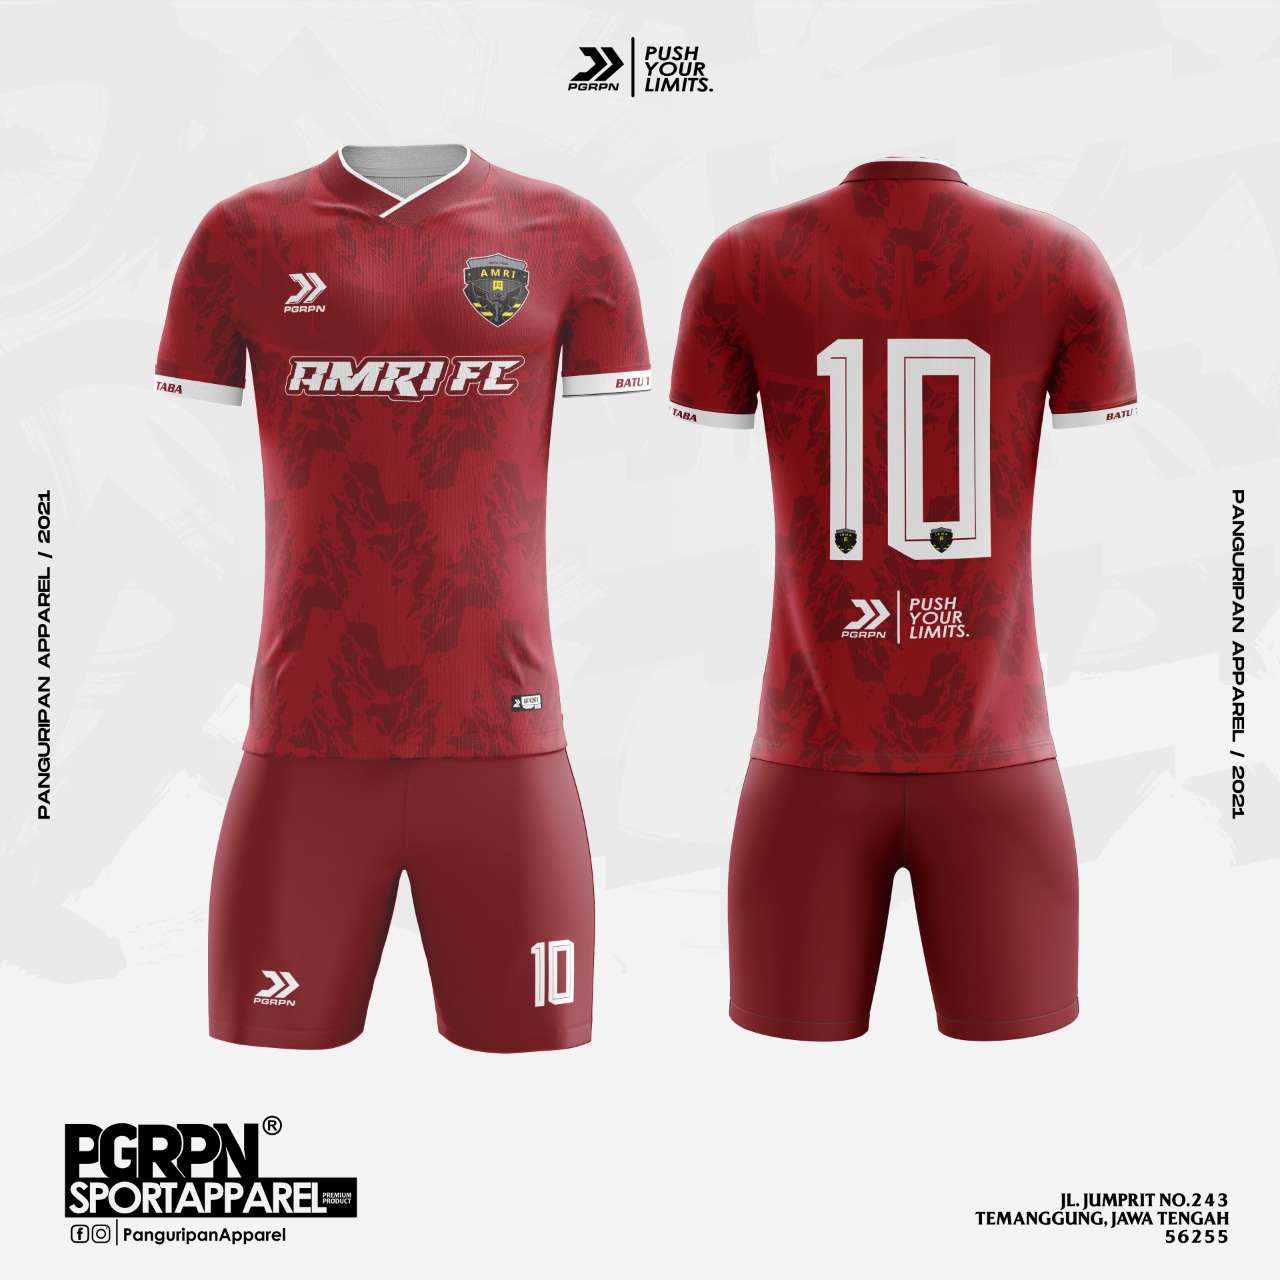 PGRPN
PUSH
YOUR
LIMITS.
PGRPN
AMRI
FC
AMRI FC
TABA
BATU T
TABA
BATU T
10
PGRPN
PUSH
YOUR
LIMITS.
PANGURIPAN APPAREL / 2021
PANGURIPAN APPAREL / 2021
PGRPN
10
PGRPN®
SPORTAPPAREL
PREMIUM
PRODUCT
PanguripanApparel
JL. JUMPRIT NO.243
TEMANGGUNG, JAWA TENGAH
56255